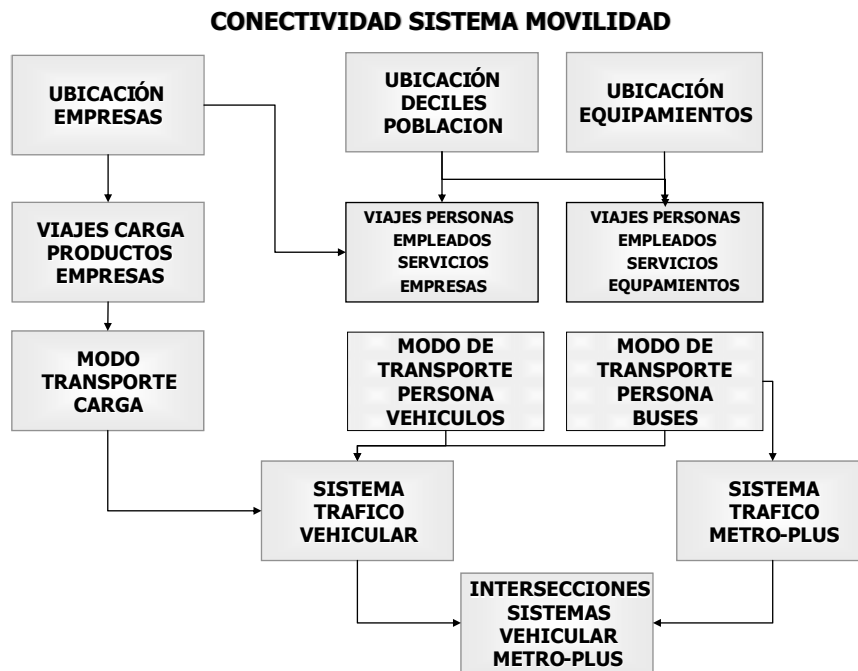 CONECTIVIDAD SISTEMA MOVILIDAD
UBICACIÓN
EMPRESAS
UBICACIÓN
DECILES
POBLACION
UBICACIÓN
EQUIPAMIENTOS
VIAJES CARGA
PRODUCTOS
EMPRESAS
VIAJES PERSONAS
EMPLEADOS
SERVICIOS
EMPRESAS
VIAJES PERSONAS
EMPLEADOS
SERVICIOS
EQUPAMIENTOS
MODO
TRANSPORTE
CARGA
MODO DE
TRANSPORTE
PERSONA
VEHICULOS
MODO DE
TRANSPORTE
PERSONA
BUSES
SISTEMA
TRAFICO
VEHICULAR
SISTEMA
TRAFICO
METRO-PLUS
INTERSECCIONES
SISTEMAS
VEHICULAR
METRO-PLUS